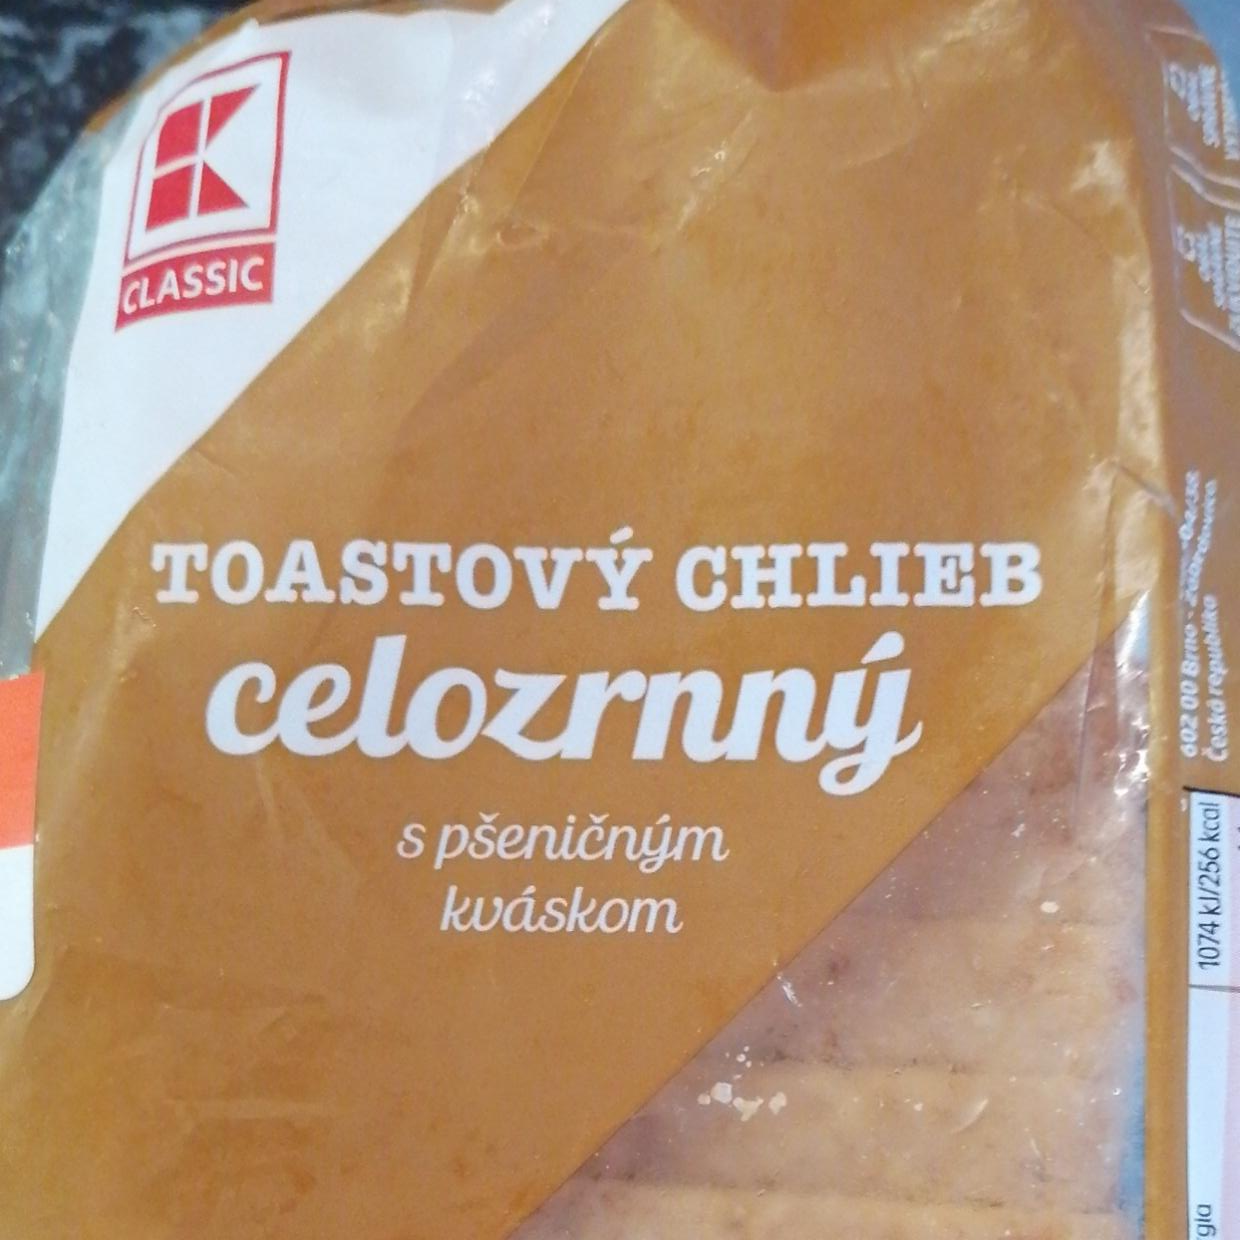 K
CLASSIC
TOASTOVÝ CHLIEB
celozrnný
s pšeničným
kváskom
602 00 Brno -
Česká republika
1074 kJ/256 kcal